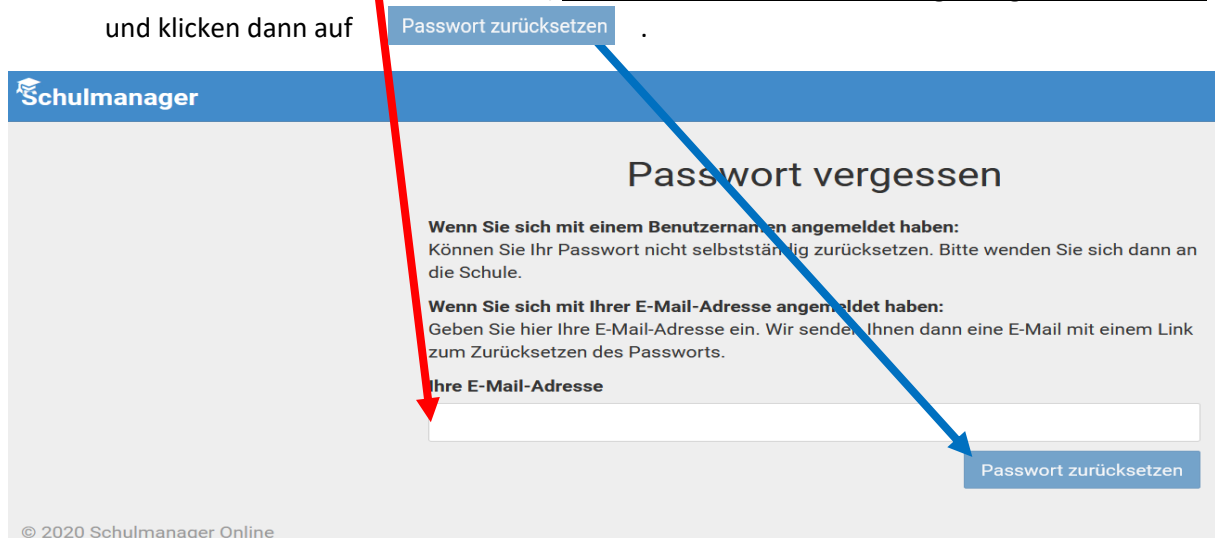 und klicken dann auf Passwort zurücksetzen .
Schulmanager
Passwort vergessen
Wenn Sie sich mit einem Benutzernamen angemeldet haben:
Können Sie Ihr Passwort nicht selbstständig zurücksetzen. Bitte wenden Sie sich dann an
die Schule.
Wenn Sie sich mit Ihrer E-Mail-Adresse angemeldet haben:
Geben Sie hier Ihre E-Mail-Adresse ein. Wir senden Ihnen dann eine E-Mail mit einem Link
zum Zurücksetzen des Passworts.
Ihre E-Mail-Adresse
Passwort zurücksetzen
© 2020 Schulmanager Online